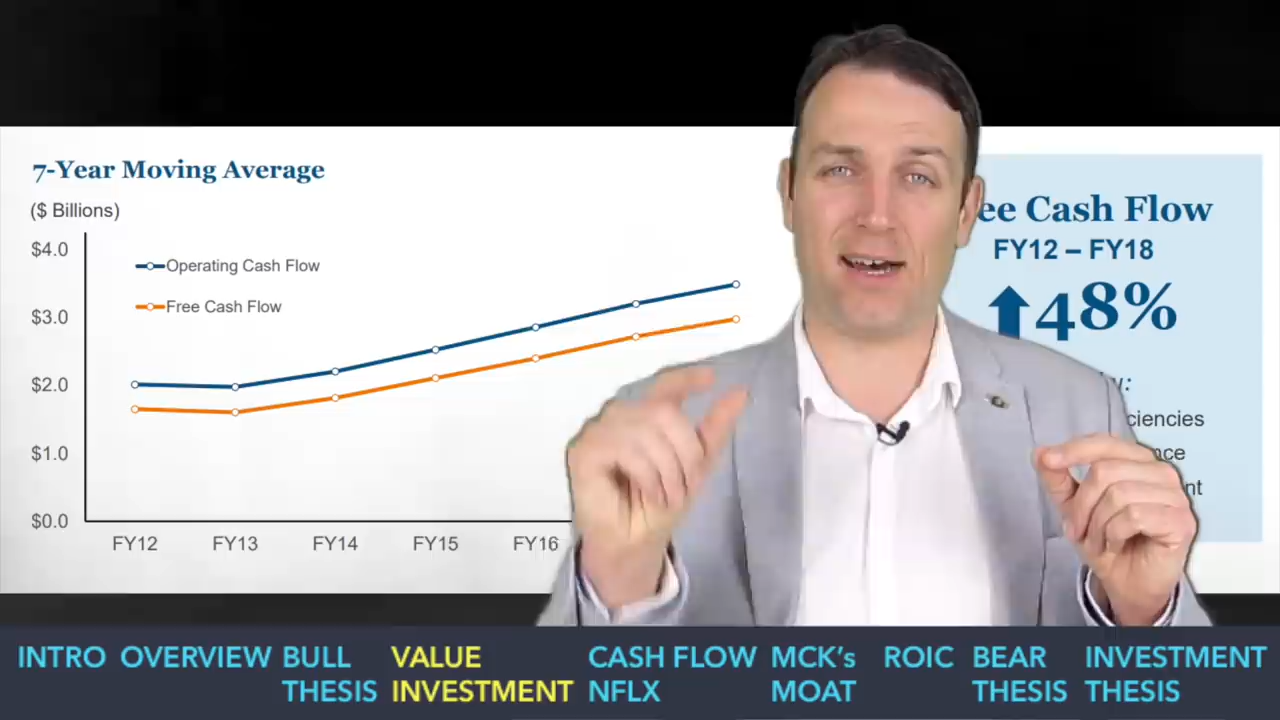 7-Year Moving Average
($ Billions)
$4.0
Operating Cash Flow
$3.0
Free Cash Flow
$2.0
$1.0
$0.0
FY12 FY13 FY14 FY15 FY16
ee Cash Flow
FY12 – FY18
48%
ciencies
nce
nt
INTRO OVERVIEW BULL THESIS VALUE INVESTMENT CASH FLOW NFLX MCK's MOAT ROIC BEAR THESIS INVESTMENT THESIS